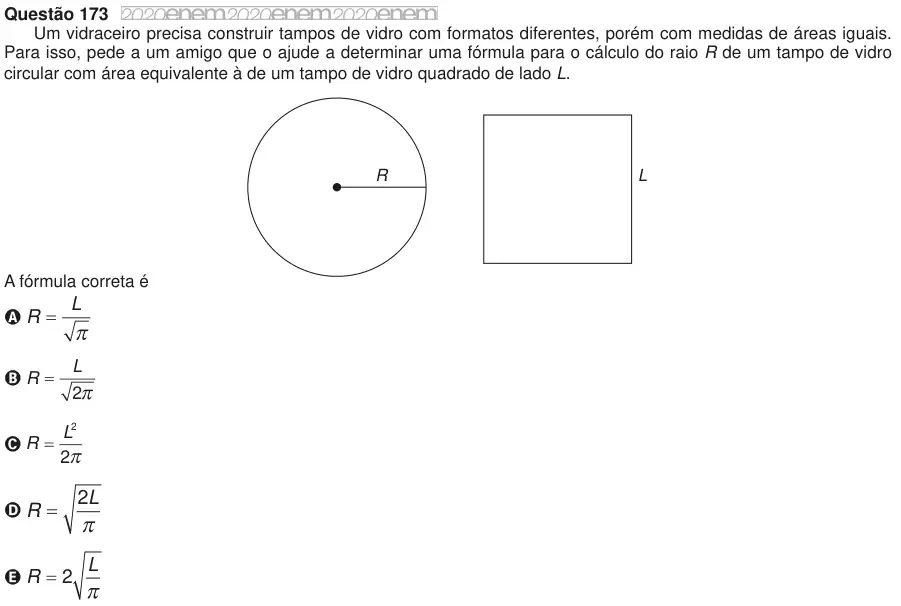 Questão 173 2020enem2020enem2020enem
Um vidraceiro precisa construir tampos de vidro com formatos diferentes, porém com medidas de áreas iguais.
Para isso, pede a um amigo que o ajude a determinar uma fórmula para o cálculo do raio R de um tampo de vidro
circular com área equivalente à de um tampo de vidro quadrado de lado L.
R
L
A fórmula correta é
A R = L/√π
B R = L/√2π
C R = L²/2π
D R = √2L/π
E R = 2√L/π